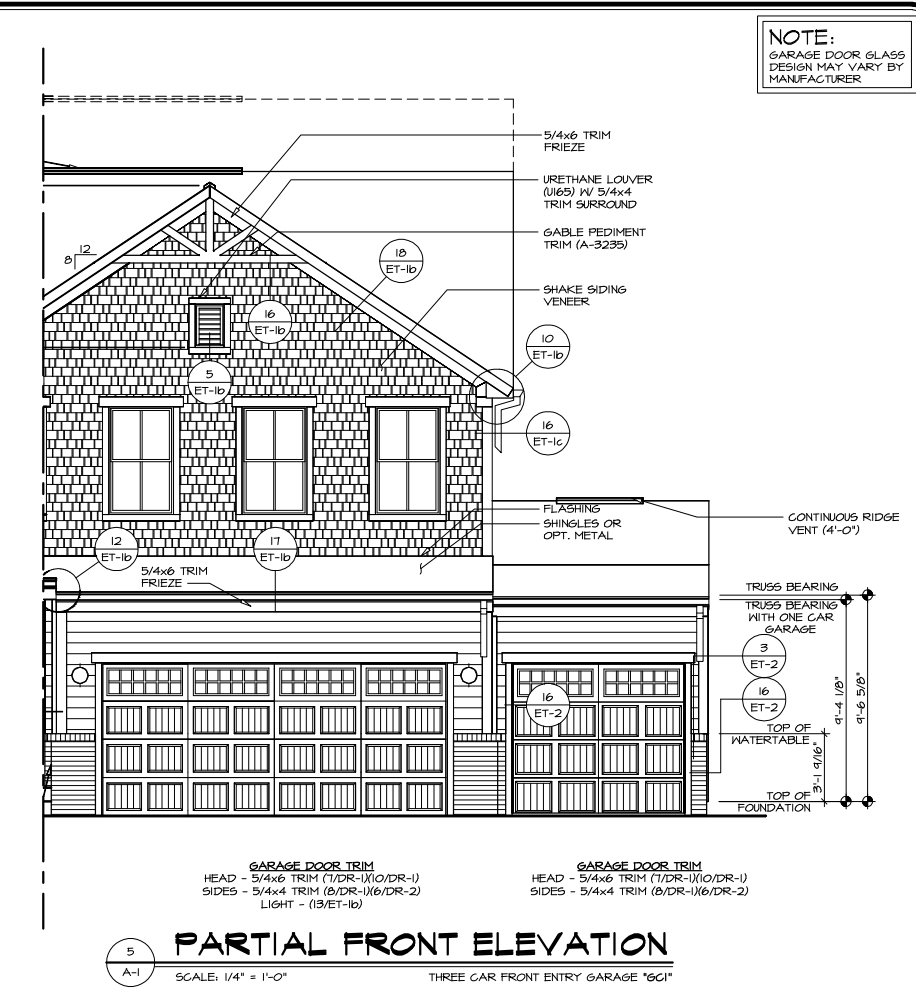 NOTE:
GARAGE DOOR GLASS
DESIGN MAY VARY BY
MANUFACTURER
5/4x6 TRIM
FRIEZE
URETHANE LOUVER
(U165) W/ 5/4x4
TRIM SURROUND
GABLE PEDIMENT
TRIM (A-3235)
12
8
18
ET-1b
SHAKE SIDING
VENEER
16
ET-1b
10
ET-1b
5
ET-1b
16
ET-1c
FLASHING
SHINGLES OR
OPT. METAL
CONTINUOUS RIDGE
VENT (4'-0")
12
ET-1b
17
ET-1b
5/4x6 TRIM
FRIEZE
TRUSS BEARING
TRUSS BEARING
WITH ONE CAR
GARAGE
3
ET-2
16
ET-2
16
ET-2
9'-4 1/8"
9'-6 5/8"
TOP OF
WATERTABLE
3'-1 9/16"
TOP OF
FOUNDATION
GARAGE DOOR TRIM
HEAD - 5/4x6 TRIM (7/DR-1)(10/DR-1)
SIDES - 5/4x4 TRIM (8/DR-1)(6/DR-2)
LIGHT - (13/ET-1b)
GARAGE DOOR TRIM
HEAD - 5/4x6 TRIM (7/DR-1)(10/DR-1)
SIDES - 5/4x4 TRIM (8/DR-1)(6/DR-2)
5
A-1
PARTIAL FRONT ELEVATION
SCALE: 1/4" = 1'-0"
THREE CAR FRONT ENTRY GARAGE "GC1"